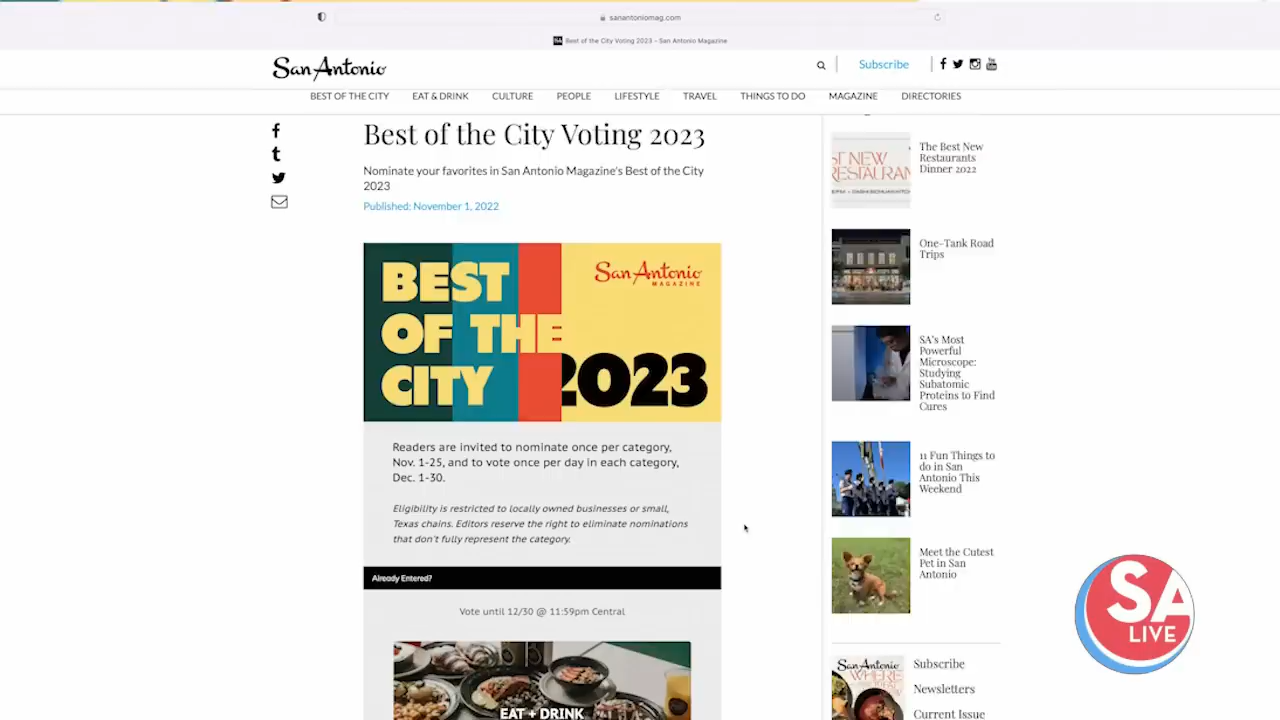 sanantoniomag.com
Best of the City Voting 2023 – San Antonio Magazine
San Antonio
Subscribe
BEST OF THE CITY
EAT & DRINK
CULTURE
PEOPLE
LIFESTYLE
TRAVEL
THINGS TO DO
MAGAZINE
DIRECTORIES
Best of the City Voting 2023
Nominate your favorites in San Antonio Magazine's Best of the City
2023
Published: November 1, 2022
BEST
OF THE
CITY
San Antonio
MAGAZINE
2023
Readers are invited to nominate once per category,
Nov. 1-25, and to vote once per day in each category,
Dec. 1-30.
Eligibility is restricted to locally owned businesses or small,
Texas chains. Editors reserve the right to eliminate nominations
that don't fully represent the category.
Already Entered?
Vote until 12/30 @ 11:59pm Central
EAT + DRINK
ST NEW
RESTAURAN
The Best New
Restaurants
Dinner 2022
One-Tank Road
Trips
SA's Most
Powerful
Microscope:
Studying
Subatomic
Proteins to Find
Cures
11 Fun Things to
do in San
Antonio This
Weekend
Meet the Cutest
Pet in San
Antonio
San Antonio
WHERE
Subscribe
Newsletters
Current Issue
SA
LIVE